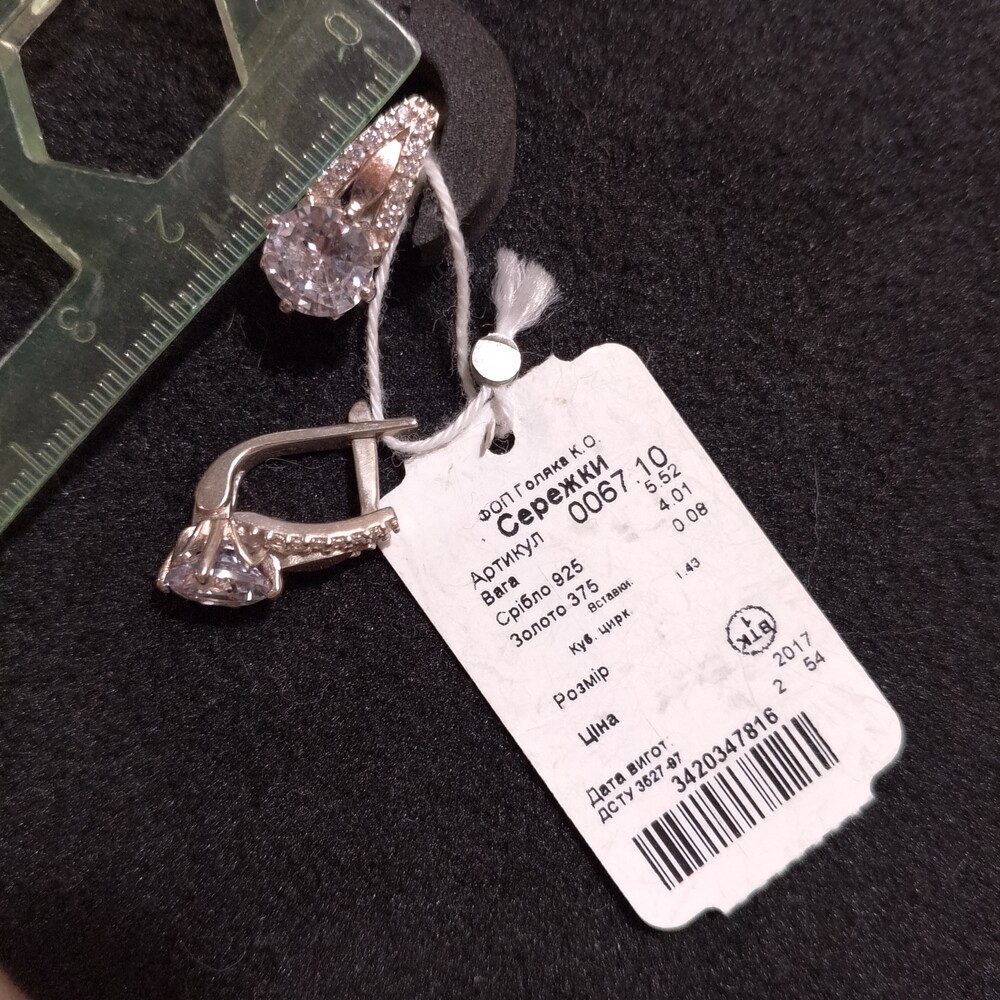 0
1
2
3
ФОП Голяка К.О.
Сережки
Артикул 0067.10
Вага 5.52
Срібло 925 4.01
Золото 375 0.08
Вставки:
Куб. цирк 1.43
Розмір
ВТК 1
Ціна
2017
2 54
Дата вигот.
ДСТУ 3527-97
3420347816